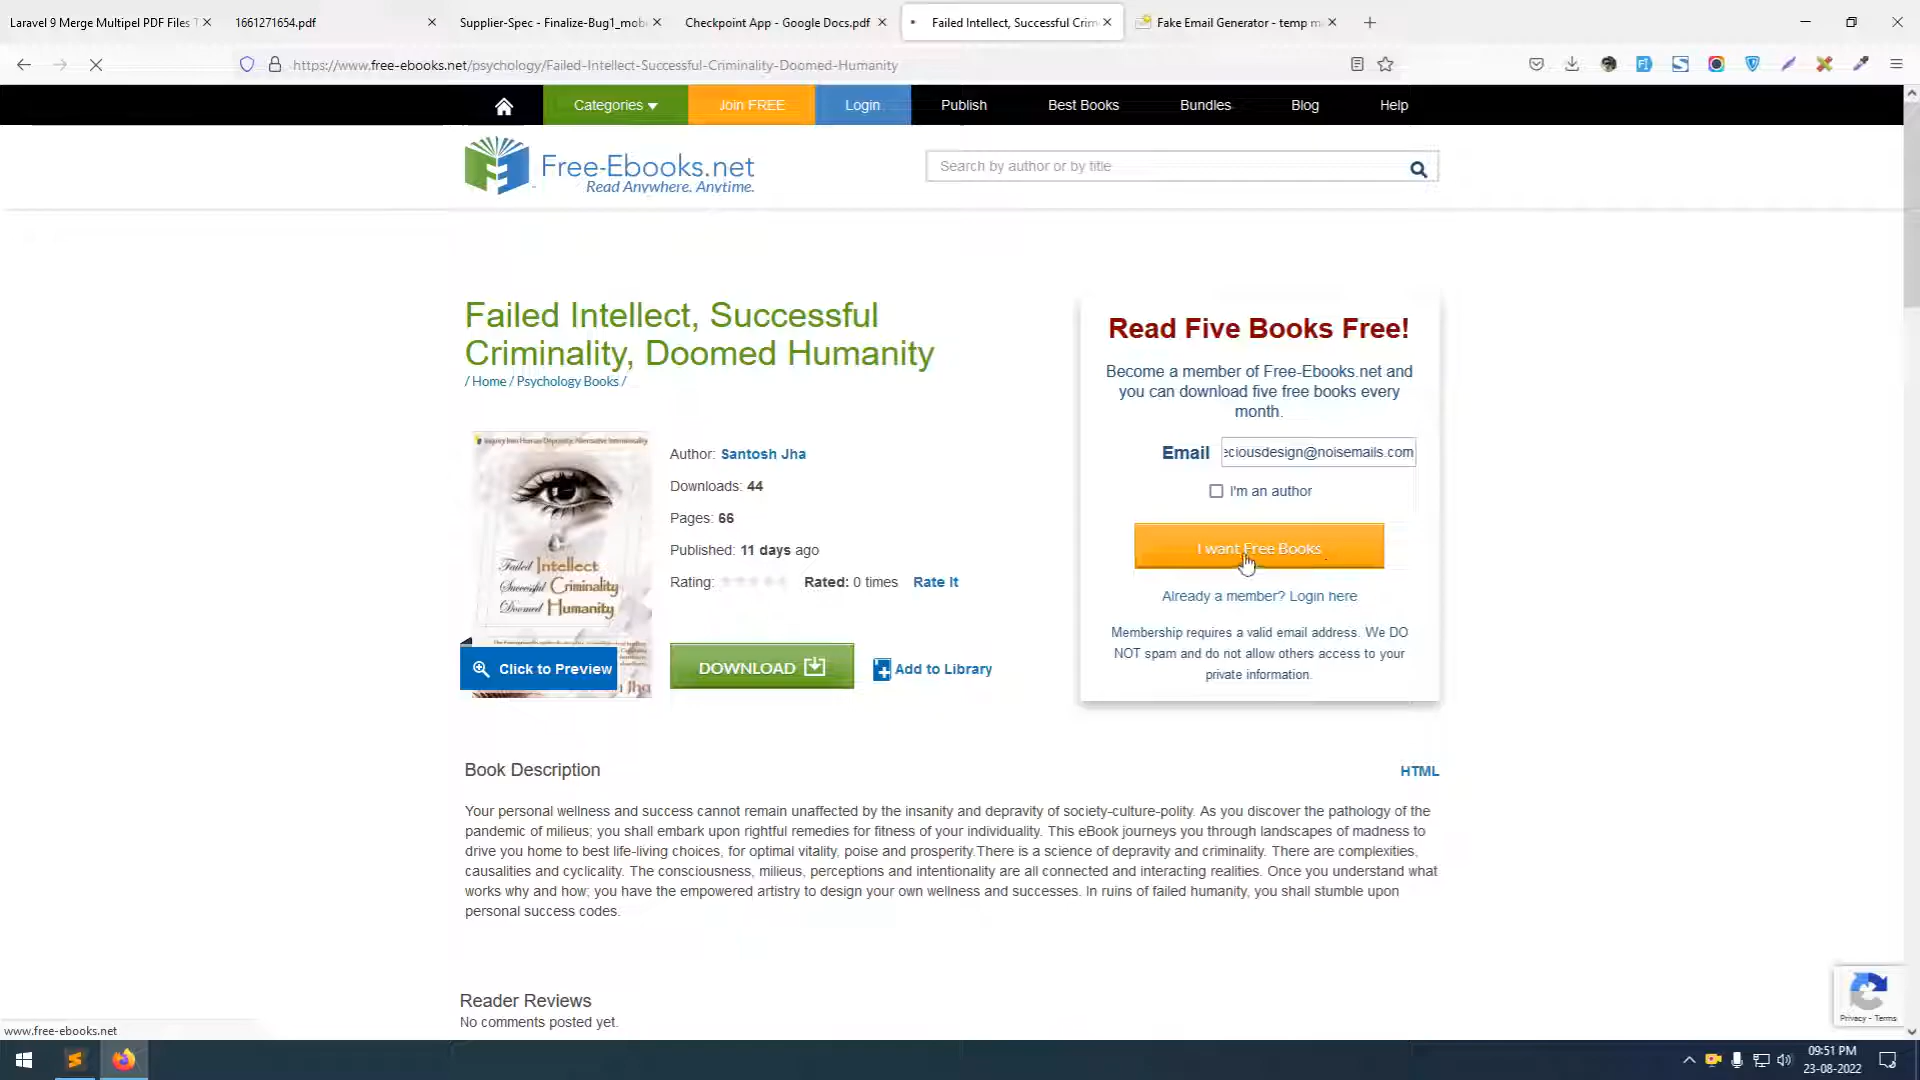 Laravel 9 Merge Multipel PDF Files T
1661271654.pdf
Supplier-Spec - Finalize-Bug1_mob
Checkpoint App - Google Docs.pdf
Failed Intellect, Successful Crim
Fake Email Generator - temp m
https://www.free-ebooks.net/psychology/Failed-Intellect-Successful-Criminality-Doomed-Humanity
Categories
Join FREE
Login
Publish
Best Books
Bundles
Blog
Help
Free-Ebooks.net
Read Anywhere. Anytime.
Search by author or by title
Failed Intellect, Successful
Criminality, Doomed Humanity
/ Home / Psychology Books /
Inquiry Into Human Depravity, Alternative Intentionality
Failed Intellect
Successful Criminality
Doomed Humanity
Jha
Click to Preview
Author: Santosh Jha
Downloads: 44
Pages: 66
Published: 11 days ago
Rating:
Rated: 0 times
Rate It
DOWNLOAD
Add to Library
Read Five Books Free!
Become a member of Free-Ebooks.net and
you can download five free books every
month.
Email
eciousdesign@noisemails.com
I'm an author
I want Free Books
Already a member? Login here
Membership requires a valid email address. We DO
NOT spam and do not allow others access to your
private information.
Book Description
HTML
Your personal wellness and success cannot remain unaffected by the insanity and depravity of society-culture-polity. As you discover the pathology of the
pandemic of milieus; you shall embark upon rightful remedies for fitness of your individuality. This eBook journeys you through landscapes of madness to
drive you home to best life-living choices, for optimal vitality, poise and prosperity.There is a science of depravity and criminality. There are complexities,
causalities and cyclicality. The consciousness, milieus, perceptions and intentionality are all connected and interacting realities. Once you understand what
works why and how; you have the empowered artistry to design your own wellness and successes. In ruins of failed humanity, you shall stumble upon
personal success codes.
Reader Reviews
No comments posted yet.
Privacy - Terms
www.free-ebooks.net
09:51 PM
23-08-2022